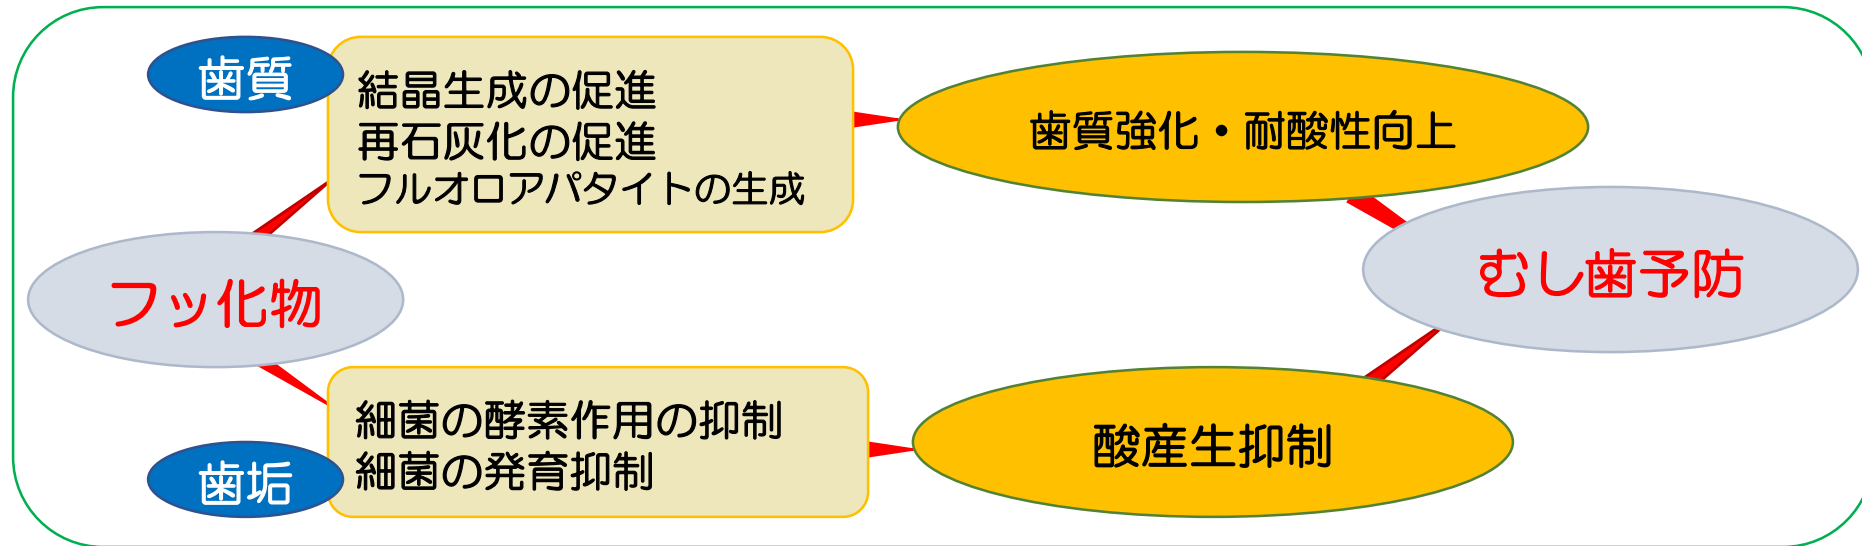 歯質
結晶生成の促進
再石灰化の促進
フルオロアパタイトの生成
歯質強化・耐酸性向上
フッ化物
むし歯予防
歯垢
細菌の酵素作用の抑制
細菌の発育抑制
酸産生抑制